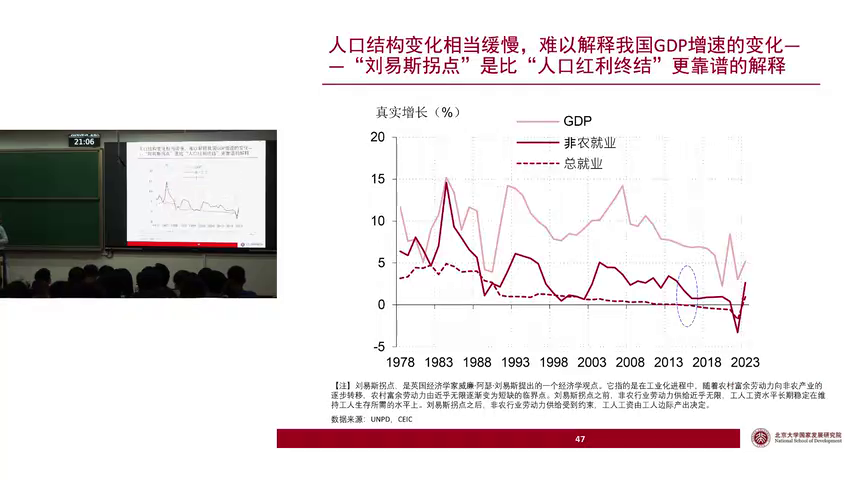 人口结构变化相当缓慢，难以解释我国GDP增速的变化—
—“刘易斯拐点”是比“人口红利终结”更靠谱的解释
真实增长（%）
GDP
非农就业
总就业
20
15
10
5
0
-5
1978 1983 1988 1993 1998 2003 2008 2013 2018 2023
【注】刘易斯拐点，是英国经济学家威廉·阿瑟·刘易斯提出的一个经济学观点。它指的是在工业化进程中，随着农村富余劳动力向非农产业的
逐步转移，农村富余劳动力由近乎无限逐渐变为短缺的临界点。刘易斯拐点之前，非农行业劳动力供给近乎无限，工人工资水平长期稳定在维
持工人生存所需的水平上。刘易斯拐点之后，非农行业劳动力供给受到约束，工人工资由工人边际产出决定。
数据来源：UNPD，CEIC
47
北京大学国家发展研究院
National School of Development
21:06